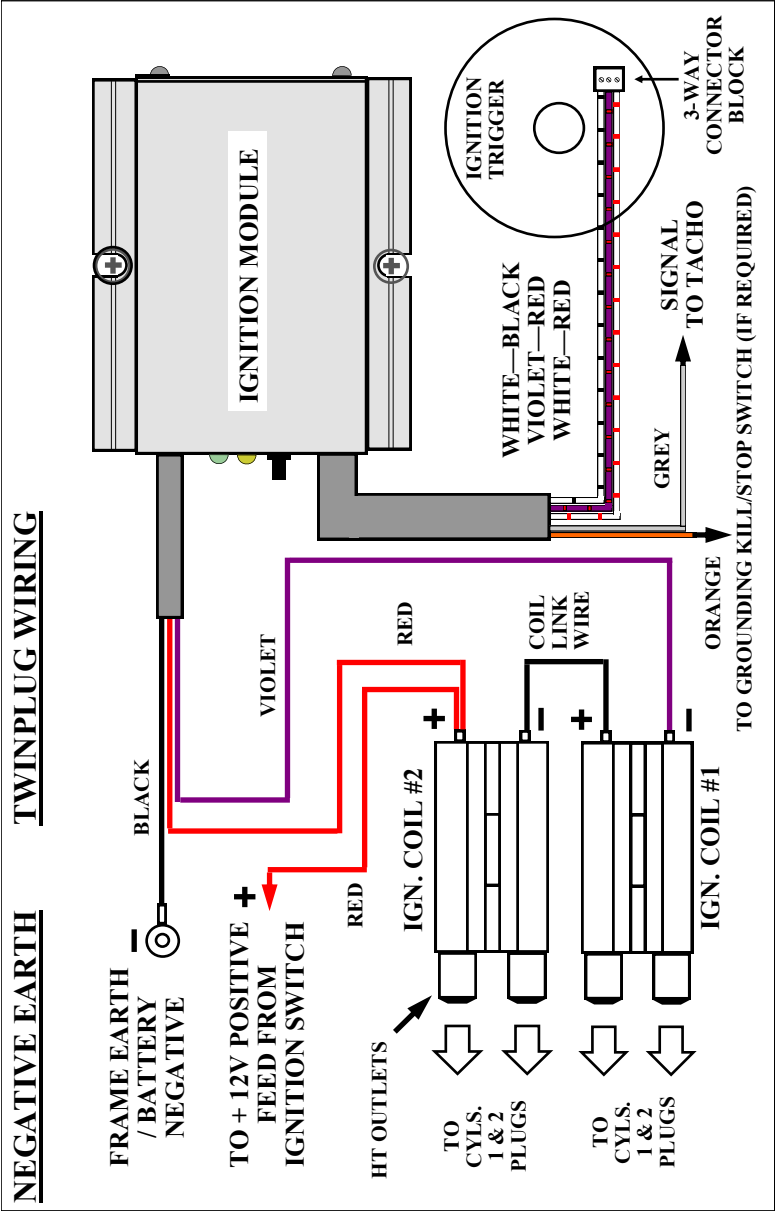 NEGATIVE EARTH
TWINPLUG WIRING
FRAME EARTH
/ BATTERY
NEGATIVE
–
BLACK
TO + 12V POSITIVE
FEED FROM
IGNITION SWITCH
+
RED
VIOLET
RED
IGNITION MODULE
HT OUTLETS
IGN. COIL #2
+
–
COIL
LINK
WIRE
TO
CYLS.
1 & 2
PLUGS
TO
CYLS.
1 & 2
PLUGS
IGN. COIL #1
+
–
ORANGE
TO GROUNDING KILL/STOP SWITCH (IF REQUIRED)
GREY
SIGNAL
TO TACHO
WHITE—BLACK
VIOLET—RED
WHITE—RED
IGNITION
TRIGGER
3-WAY
CONNECTOR
BLOCK